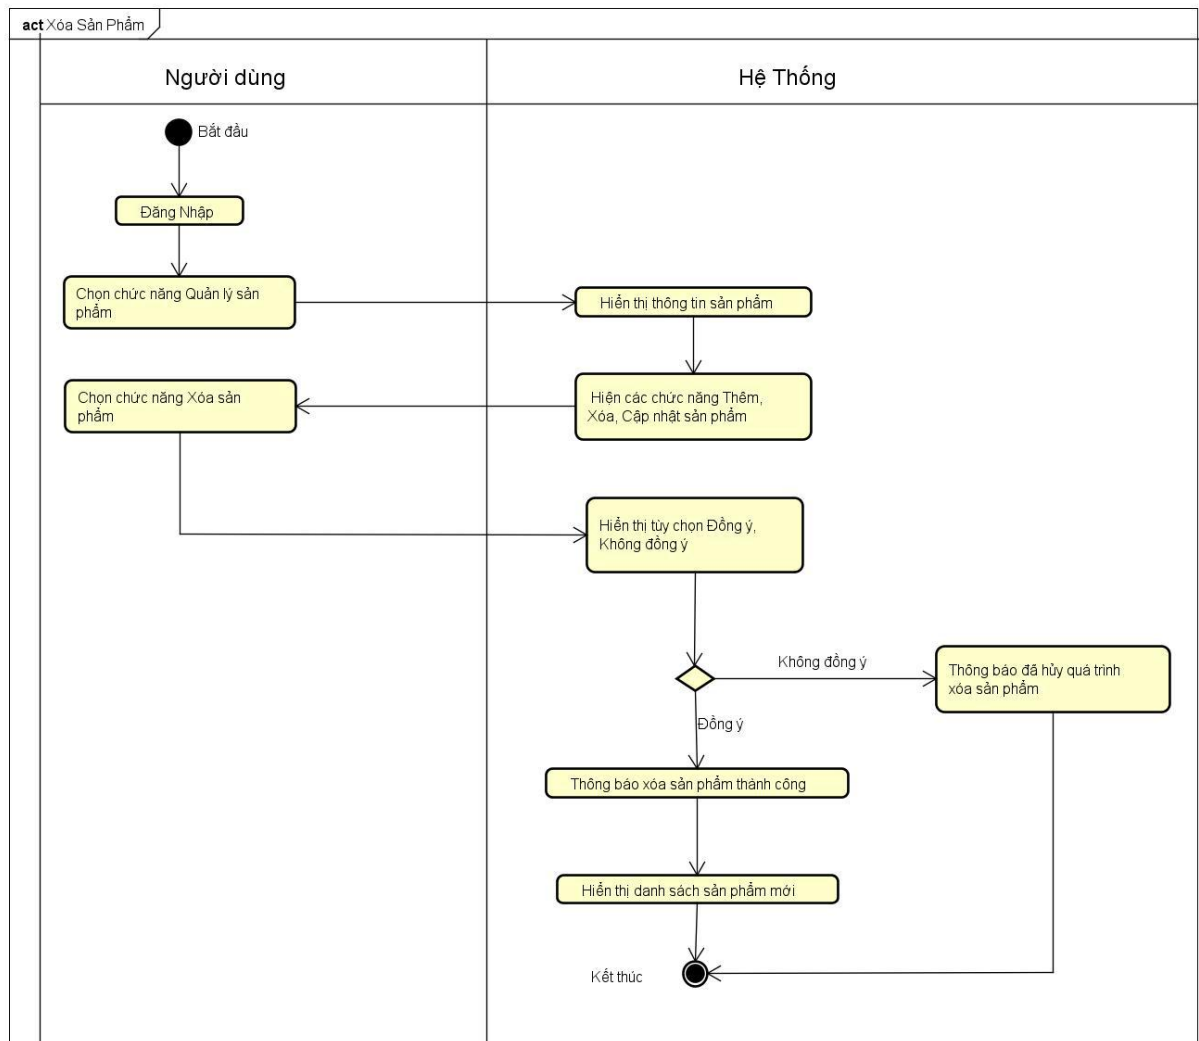 act Xóa Sản Phẩm
Người dùng
Hệ Thống
Bắt đầu
Đăng Nhập
Chọn chức năng Quản lý sản
phẩm
Hiển thị thông tin sản phẩm
Chọn chức năng Xóa sản
phẩm
Hiện các chức năng Thêm,
Xóa, Cập nhật sản phẩm
Hiển thị tùy chọn Đồng ý,
Không đồng ý
Không đồng ý
Thông báo đã hủy quá trình
xóa sản phẩm
Đồng ý
Thông báo xóa sản phẩm thành công
Hiển thị danh sách sản phẩm mới
Kết thúc